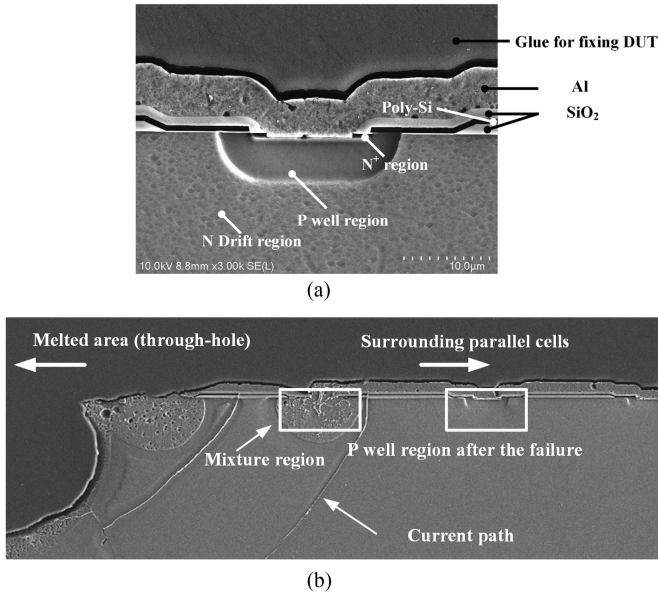 Glue for fixing DUT
Al
Poly-Si
SiO₂
N⁺ region
P well region
N Drift region
10.0kV 8.8mm x3.00k SE(L)
10.0µm
(a)
Melted area (through-hole)
Surrounding parallel cells
Mixture region
P well region after the failure
Current path
(b)